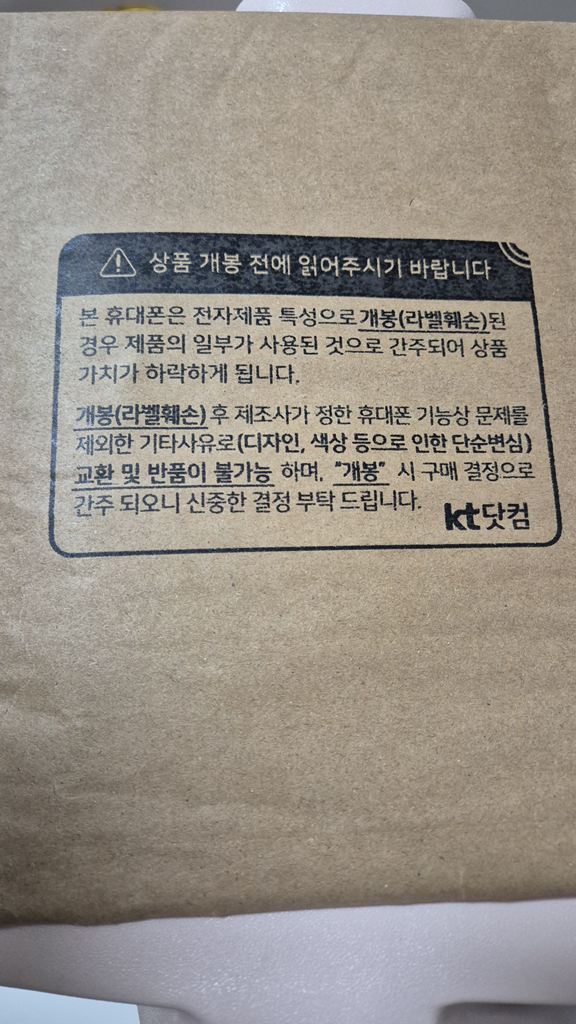 상품 개봉 전에 읽어주시기 바랍니다
본 휴대폰은 전자제품 특성으로 개봉(라벨훼손)된
경우 제품의 일부가 사용된 것으로 간주되어 상품
가치가 하락하게 됩니다.
개봉(라벨훼손) 후 제조사가 정한 휴대폰 기능상 문제를
제외한 기타사유로(디자인, 색상 등으로 인한 단순변심)
교환 및 반품이 불가능 하며, "개봉" 시 구매 결정으로
간주 되오니 신중한 결정 부탁 드립니다.
kt닷컴